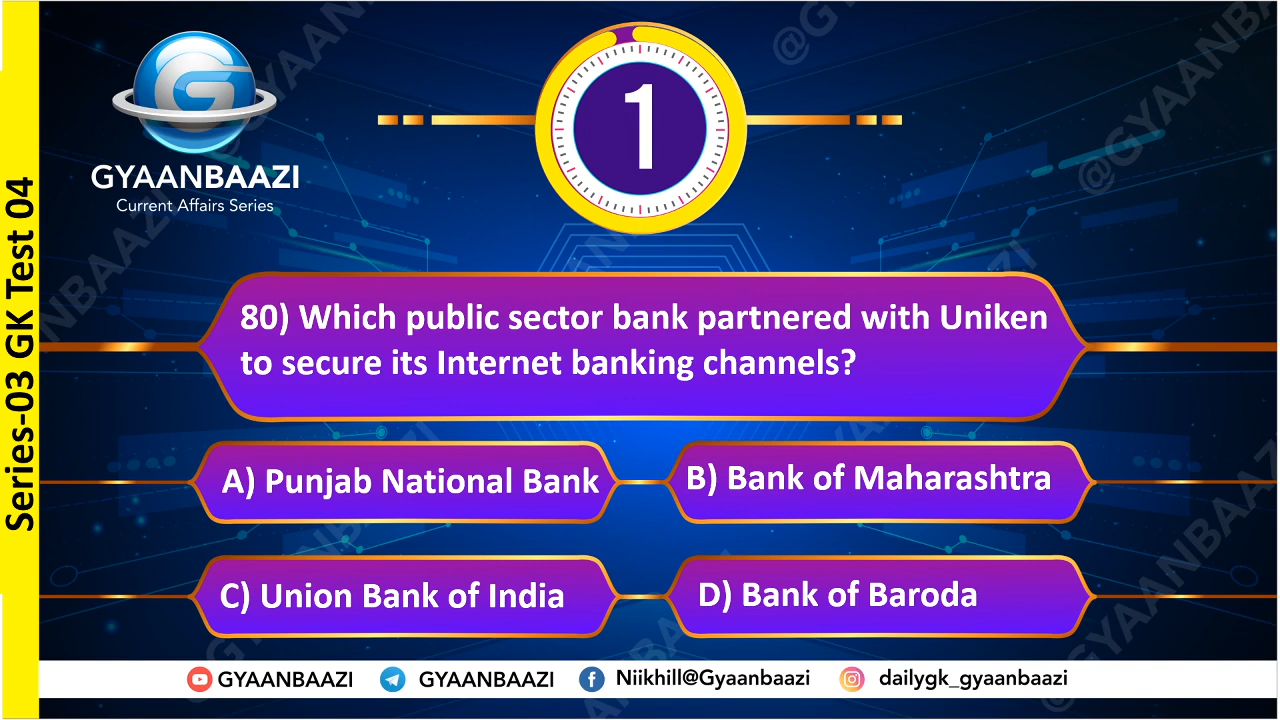 Series-03 GK Test 04
G
GYAANBAAZI
Current Affairs Series
1
80) Which public sector bank partnered with Uniken
to secure its Internet banking channels?
A) Punjab National Bank
B) Bank of Maharashtra
C) Union Bank of India
D) Bank of Baroda
GYAANBAAZI
GYAANBAAZI
Niikhill@Gyaanbaazi
dailygk_gyaanbaazi
@GYAANBAAZI